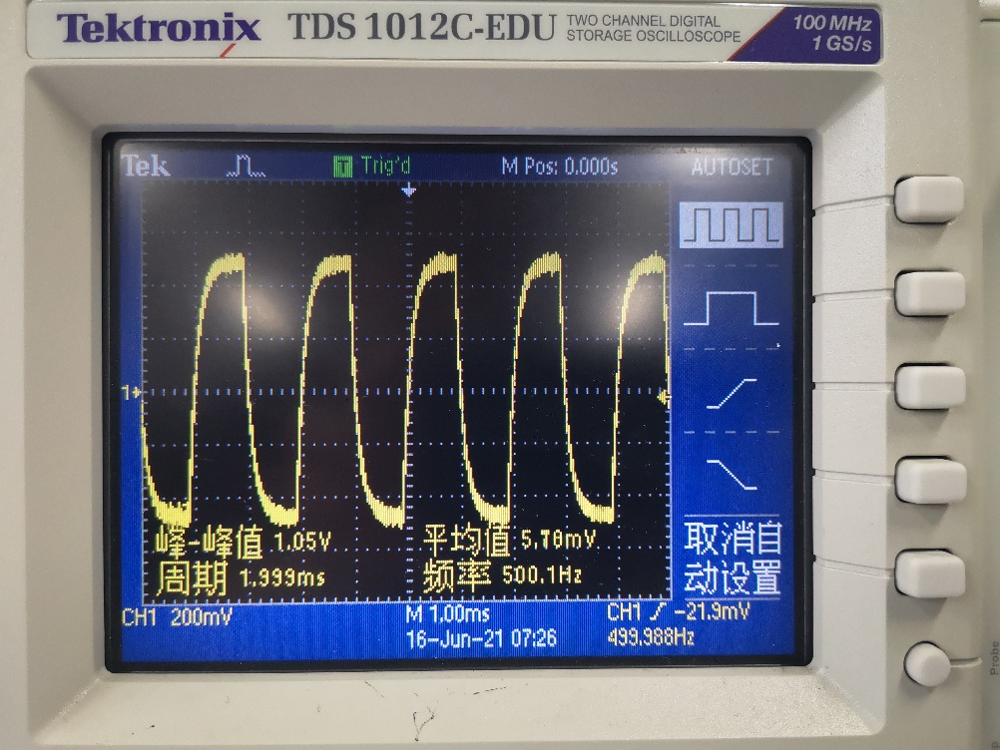 Tektronix TDS 1012C-EDU TWO CHANNEL DIGITAL STORAGE OSCILLOSCOPE 100 MHz 1 GS/s
Tek Trig'd M Pos: 0.000s AUTOSET
1
峰-峰值 1.05V 平均值 5.78mV
周期 1.999ms 频率 500.1Hz
取消自
动设置
CH1 200mV M 1.00ms CH1 -21.9mV
16-Jun-21 07:26 499.988Hz
Probe